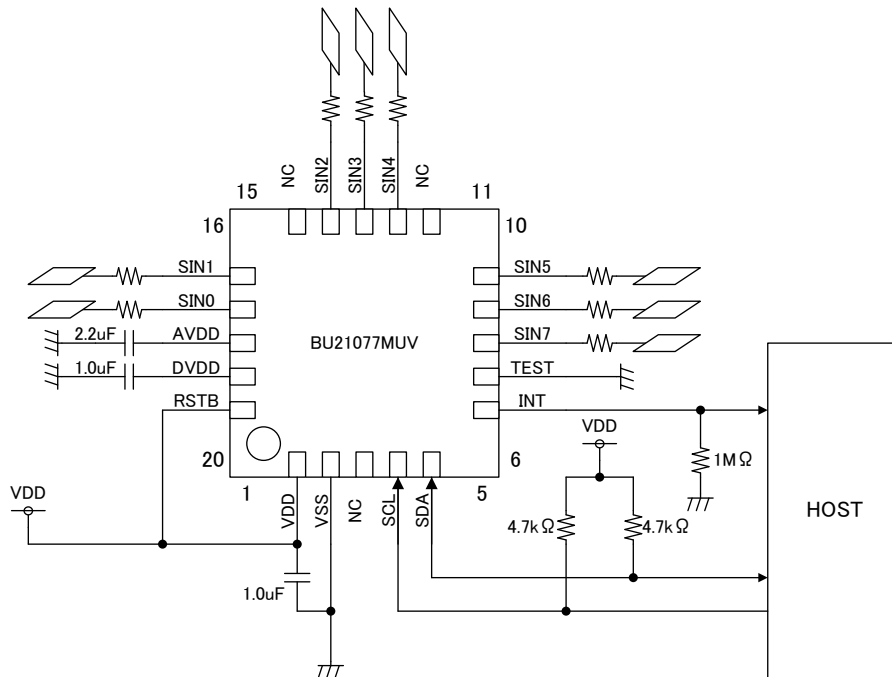 SIN2
SIN3
SIN4
NC
NC
15
11
16
10
SIN1
SIN5
SIN0
SIN6
2.2uF
AVDD
BU21077MUV
SIN7
1.0uF
DVDD
TEST
RSTB
INT
VDD
20
6
1
5
1MΩ
VDD
VDD
VSS
NC
SCL
SDA
4.7kΩ
4.7kΩ
HOST
1.0uF